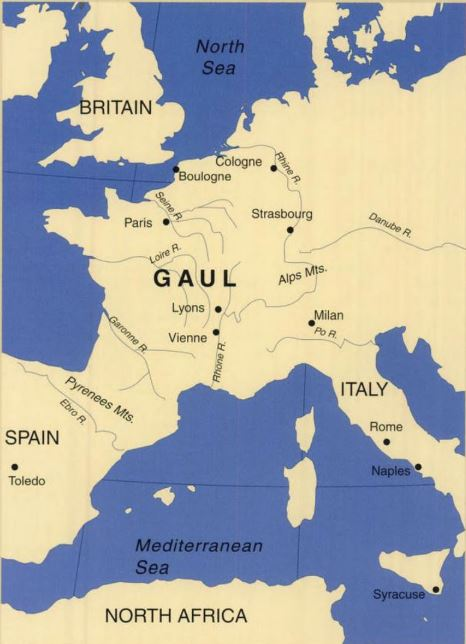 North
Sea
BRITAIN
Cologne
Rhine R.
Boulogne
Seine R.
Paris
Strasbourg
Danube R.
Loire R.
GAUL
Alps Mts.
Lyons
Milan
Vienne
Po R.
Garonne R.
Rhone R.
Pyrenees Mts.
Ebro R.
ITALY
SPAIN
Rome
Toledo
Naples
Mediterranean
Sea
Syracuse
NORTH AFRICA